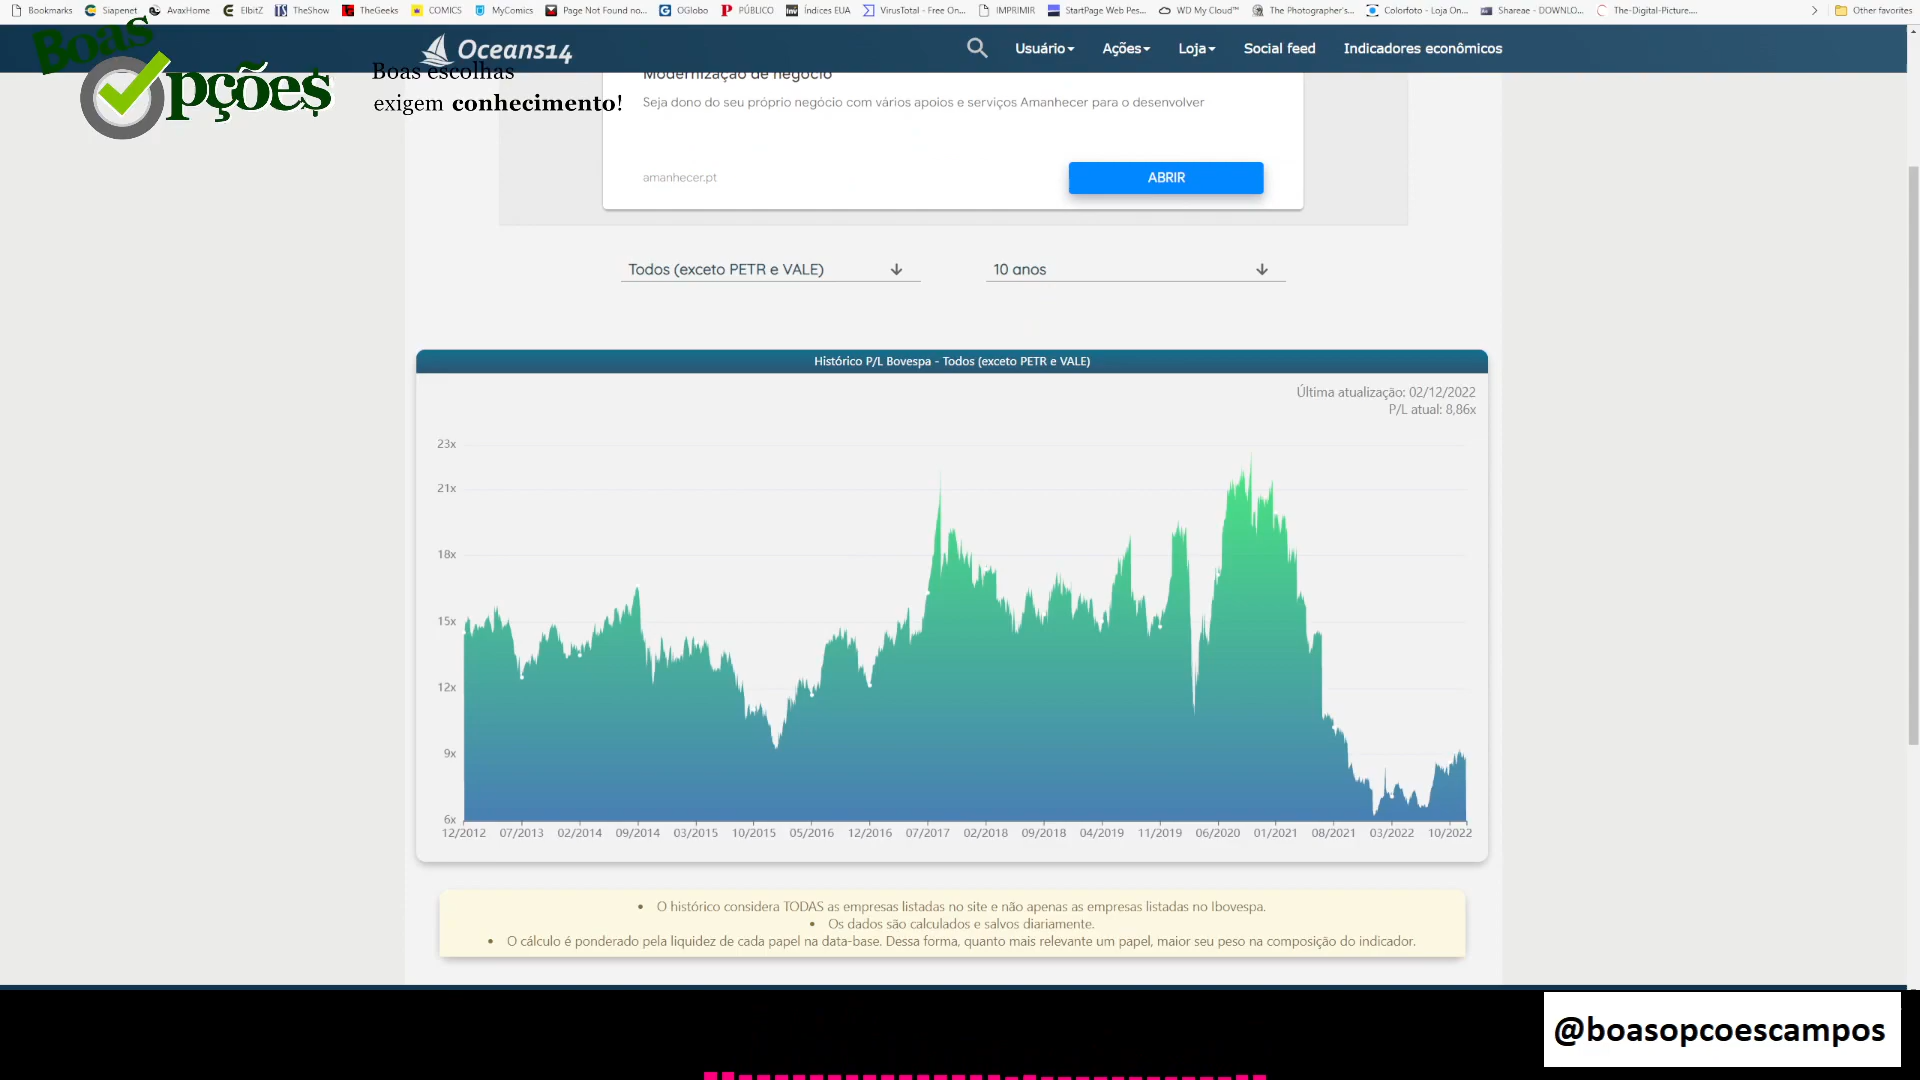 Bookmarks Siapenet AvaxHome ElbitZ TheShow TheGeeks COMICS MyComics Page Not Found no... OGlobo PÚBLICO Índices EUA VirusTotal - Free On... IMPRIMIR StartPage Web Pes... WD My Cloud™ The Photographer's... Colorfoto - Loja On... Shareae - DOWNLO... The-Digital-Picture.... Other favorites
Boas
Opções
Boas escolhas
exigem conhecimento!
Oceans14
Usuário Ações Loja Social feed Indicadores econômicos
Modernização de negócio
Seja dono do seu próprio negócio com vários apoios e serviços Amanhecer para o desenvolver
amanhecer.pt
ABRIR
Todos (exceto PETR e VALE)
10 anos
Histórico P/L Bovespa - Todos (exceto PETR e VALE)
Última atualização: 02/12/2022
P/L atual: 8,86x
23x
21x
18x
15x
12x
9x
6x
12/2012 07/2013 02/2014 09/2014 03/2015 10/2015 05/2016 12/2016 07/2017 02/2018 09/2018 04/2019 11/2019 06/2020 01/2021 08/2021 03/2022 10/2022
• O histórico considera TODAS as empresas listadas no site e não apenas as empresas listadas no Ibovespa.
• Os dados são calculados e salvos diariamente.
• O cálculo é ponderado pela liquidez de cada papel na data-base. Dessa forma, quanto mais relevante um papel, maior seu peso na composição do indicador.
@boasopcoescampos